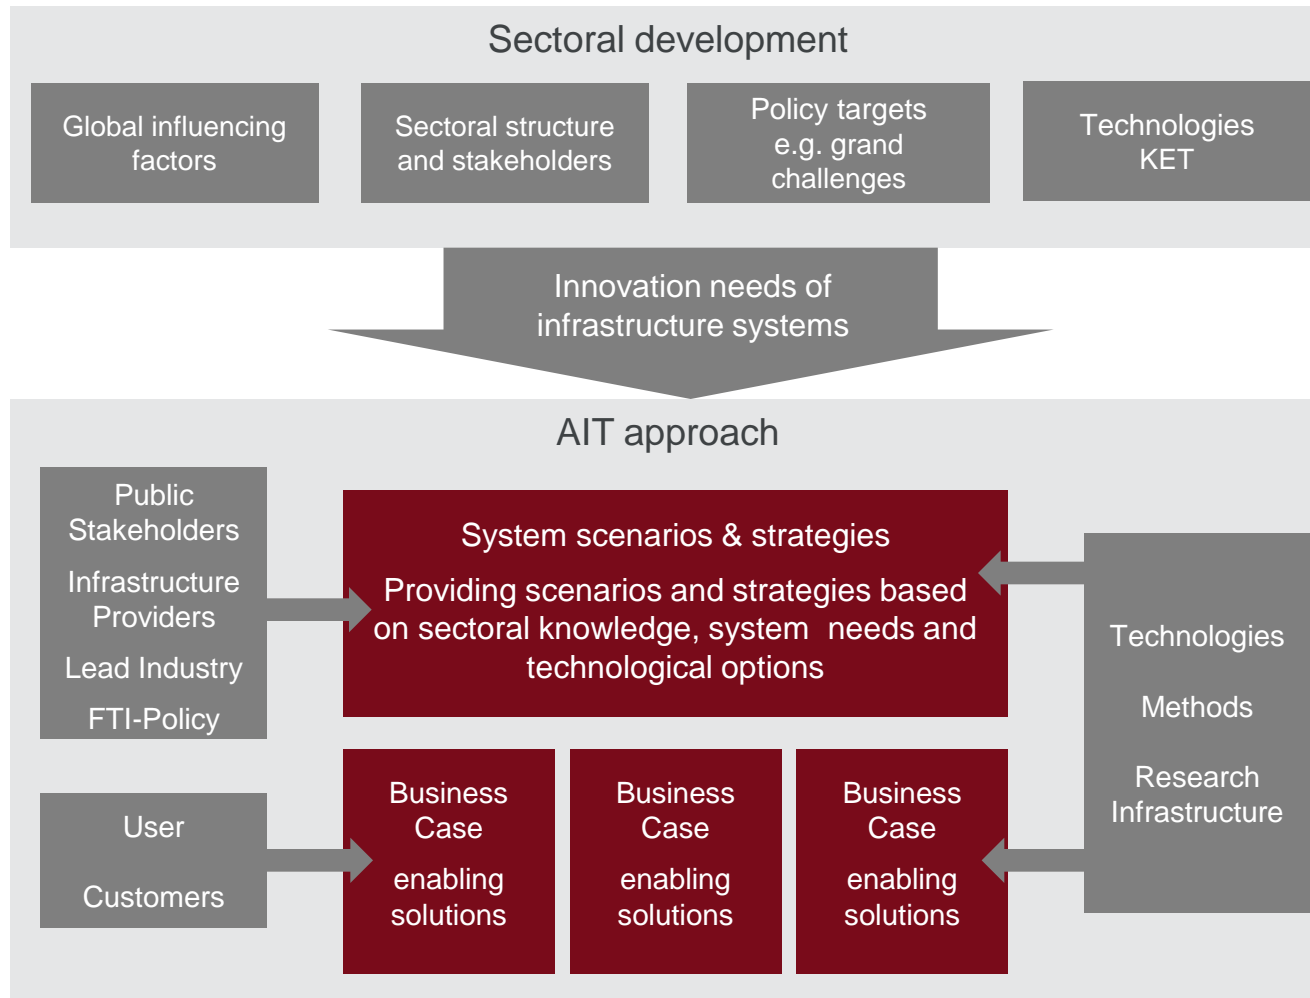 Sectoral development
Global influencing
factors
Sectoral structure
and stakeholders
Policy targets
e.g. grand
challenges
Technologies
KET
Innovation needs of
infrastructure systems
AIT approach
Public
Stakeholders
Infrastructure
Providers
Lead Industry
FTI-Policy
System scenarios & strategies
Providing scenarios and strategies based
on sectoral knowledge, system needs and
technological options
Technologies
Methods
Research
Infrastructure
User
Customers
Business
Case
enabling
solutions
Business
Case
enabling
solutions
Business
Case
enabling
solutions